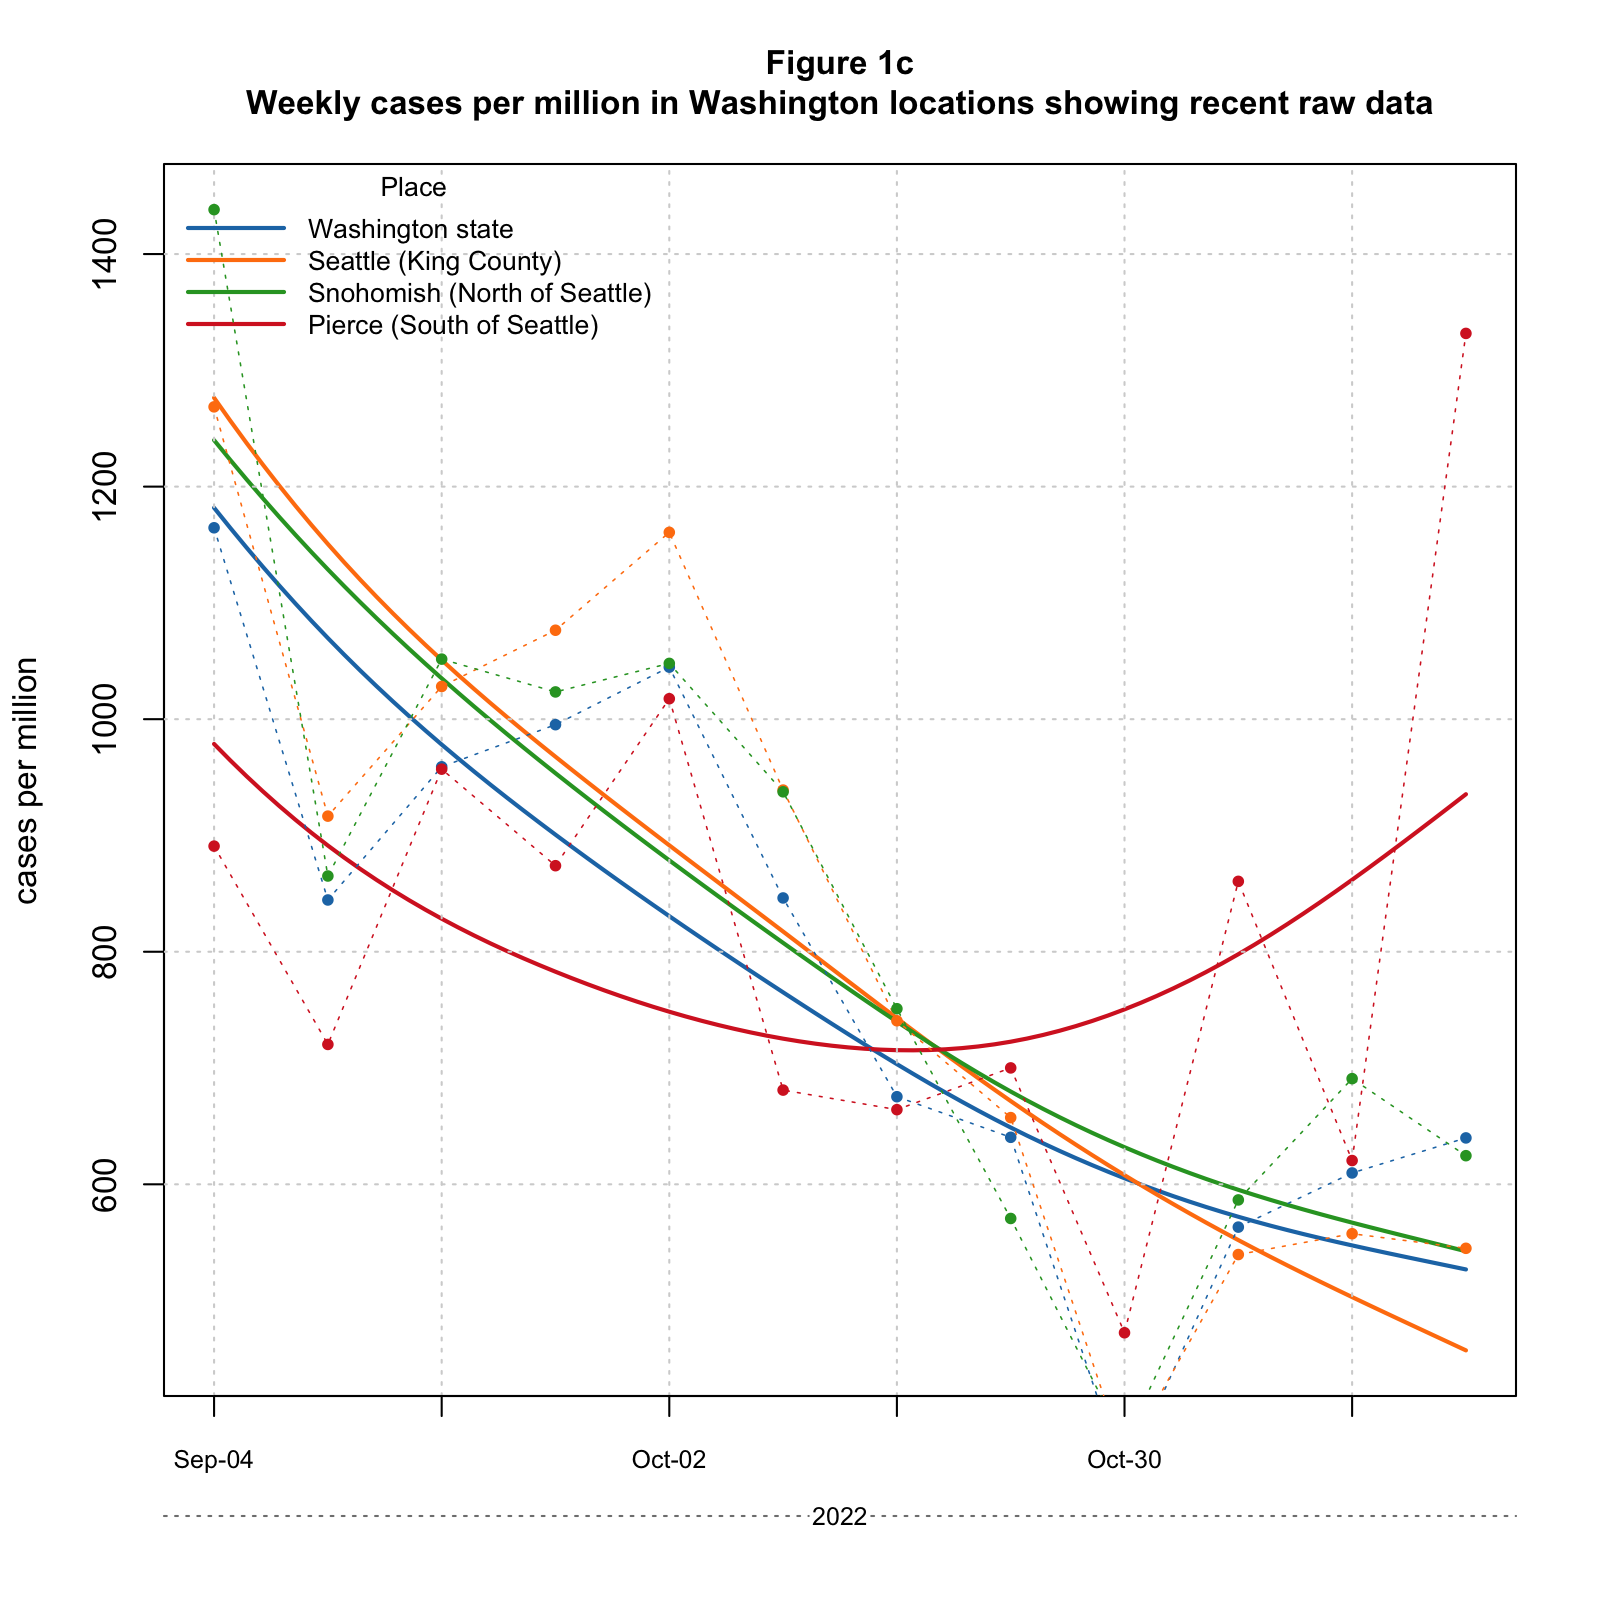 Figure 1c
Weekly cases per million in Washington locations showing recent raw data
Place
Washington state
Seattle (King County)
Snohomish (North of Seattle)
Pierce (South of Seattle)
cases per million
1400
1200
1000
800
600
Sep-04
Oct-02
Oct-30
2022